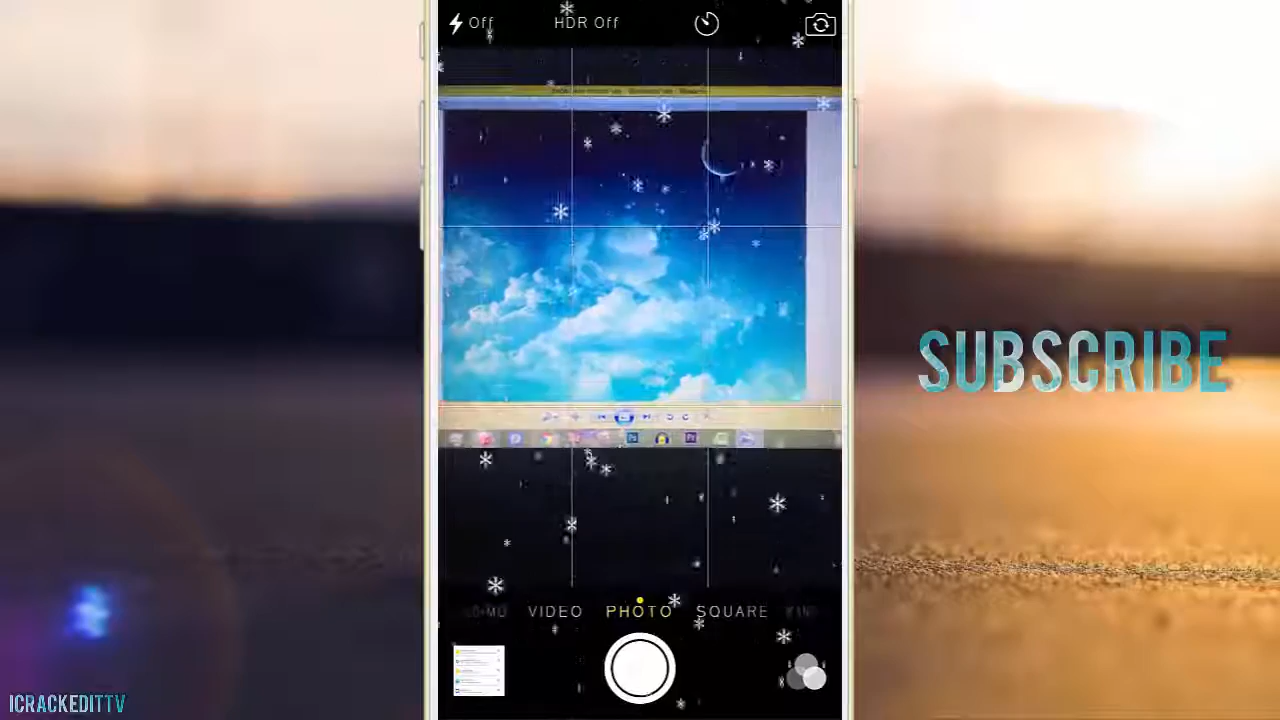 Off
HDR Off
SUBSCRIBE
VIDEO
PHOTO
SQUARE
ICRACKEDITTV